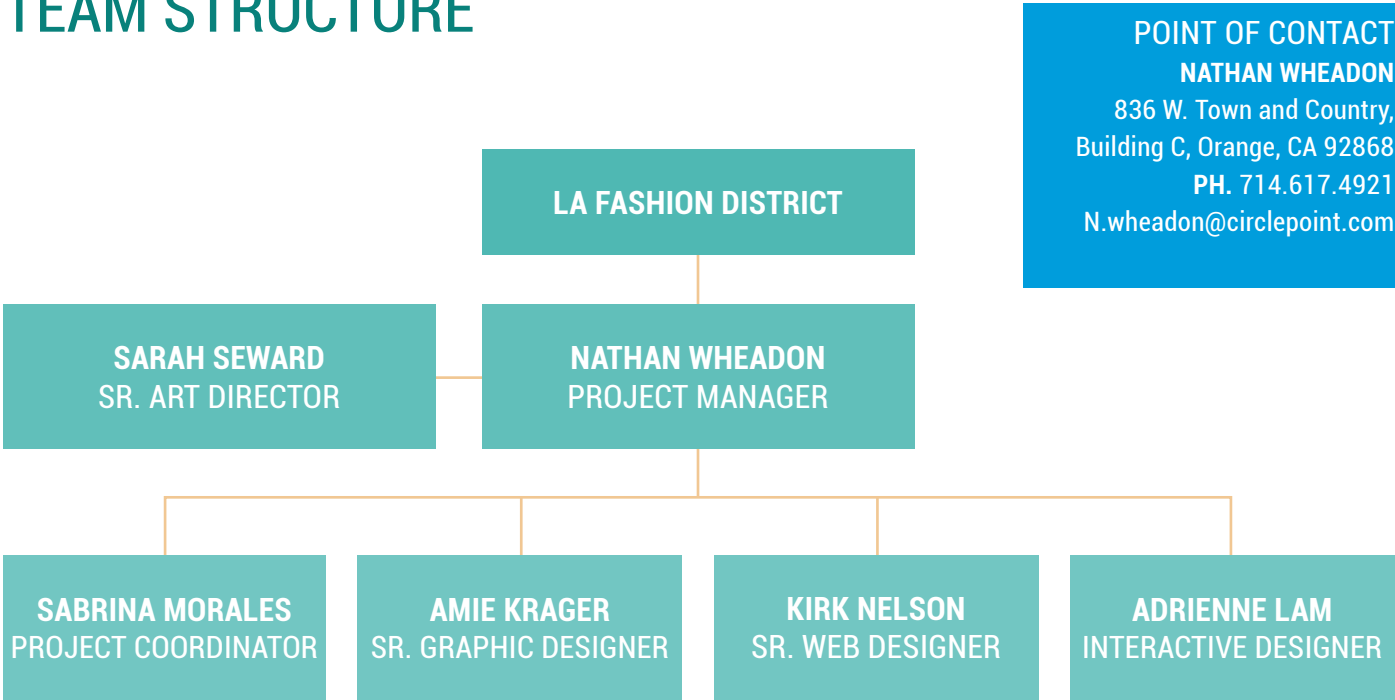 TEAM STRUCTURE
POINT OF CONTACT
NATHAN WHEADON
836 W. Town and Country,
Building C, Orange, CA 92868
PH. 714.617.4921
N.wheadon@circlepoint.com
LA FASHION DISTRICT
SARAH SEWARD
SR. ART DIRECTOR
NATHAN WHEADON
PROJECT MANAGER
SABRINA MORALES
PROJECT COORDINATOR
AMIE KRAGER
SR. GRAPHIC DESIGNER
KIRK NELSON
SR. WEB DESIGNER
ADRIENNE LAM
INTERACTIVE DESIGNER